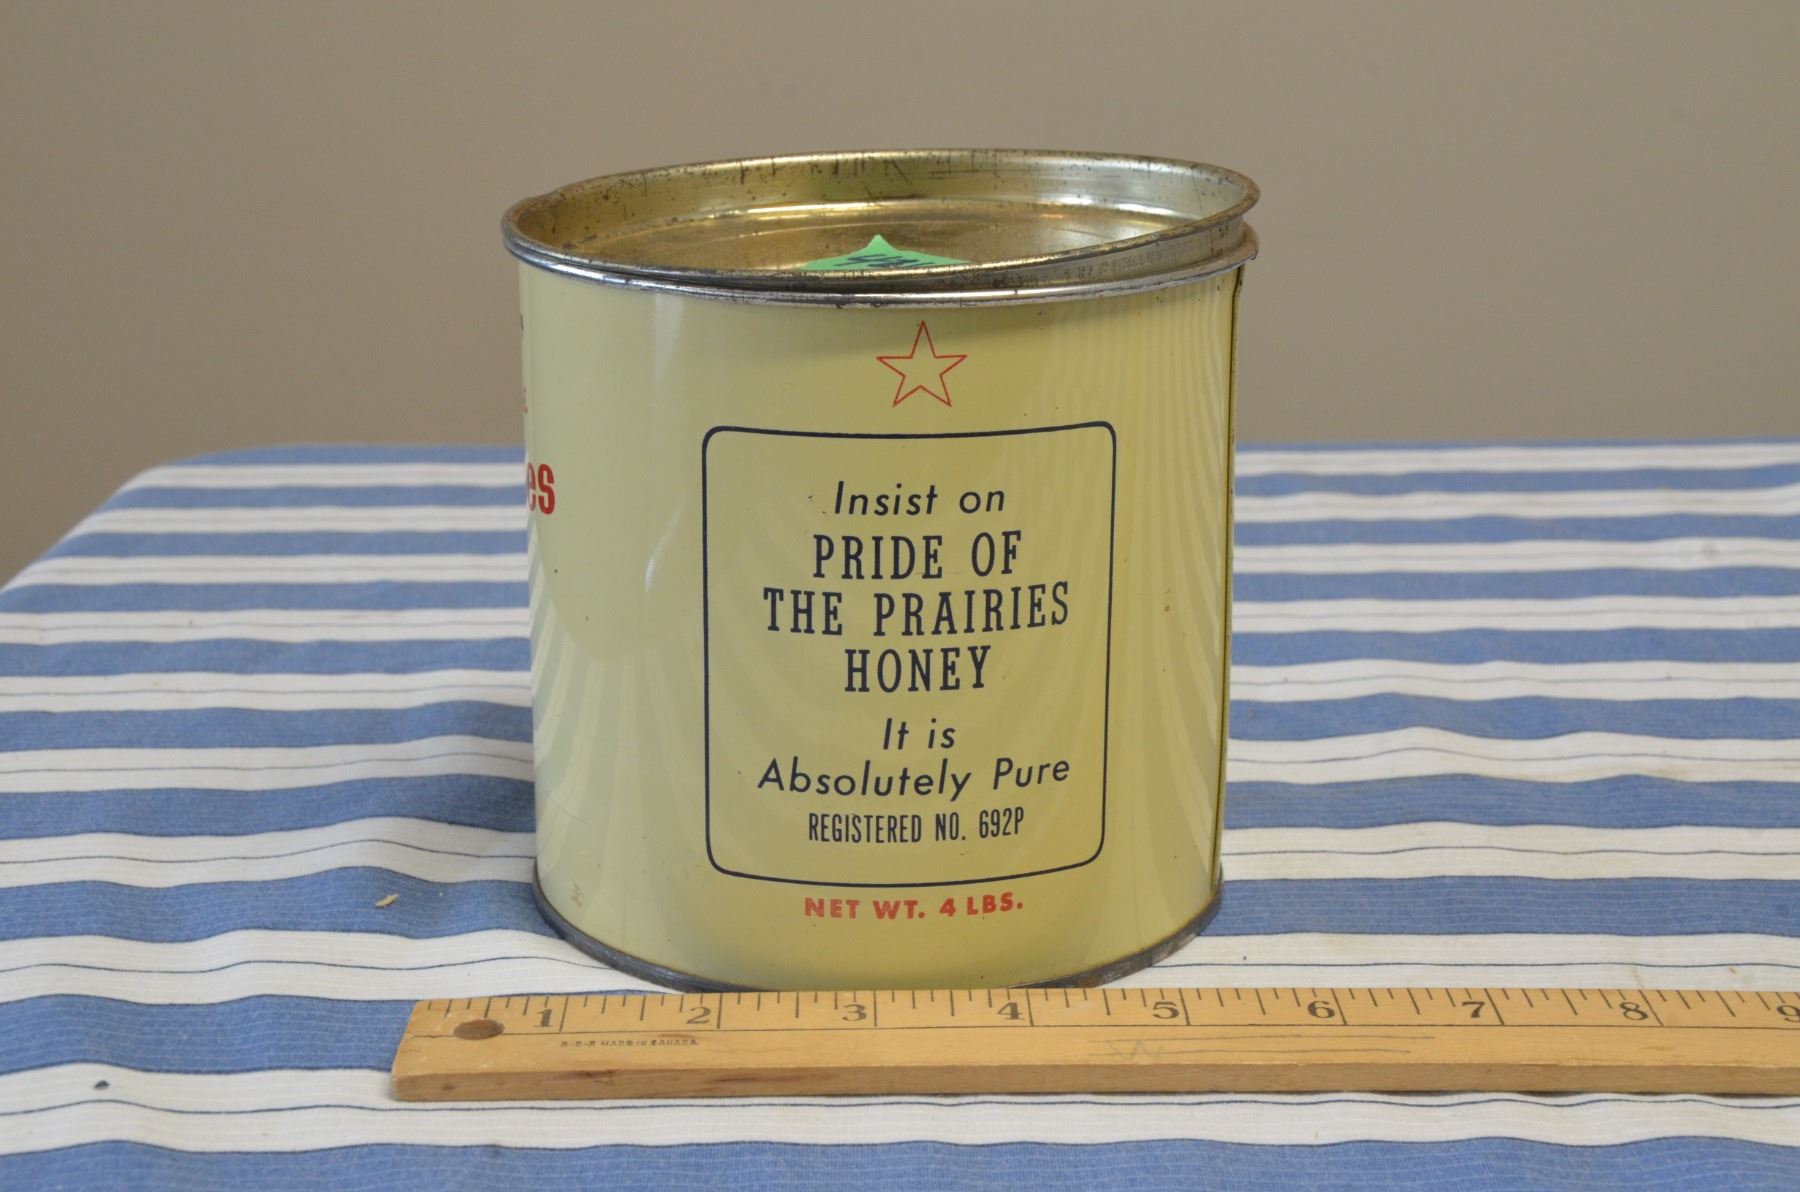 es
Insist on
PRIDE OF
THE PRAIRIES
HONEY
It is
Absolutely Pure
REGISTERED NO. 692P
NET WT. 4 LBS.
1 2 3 4 5 6 7 8 9
MADE IN CANADA